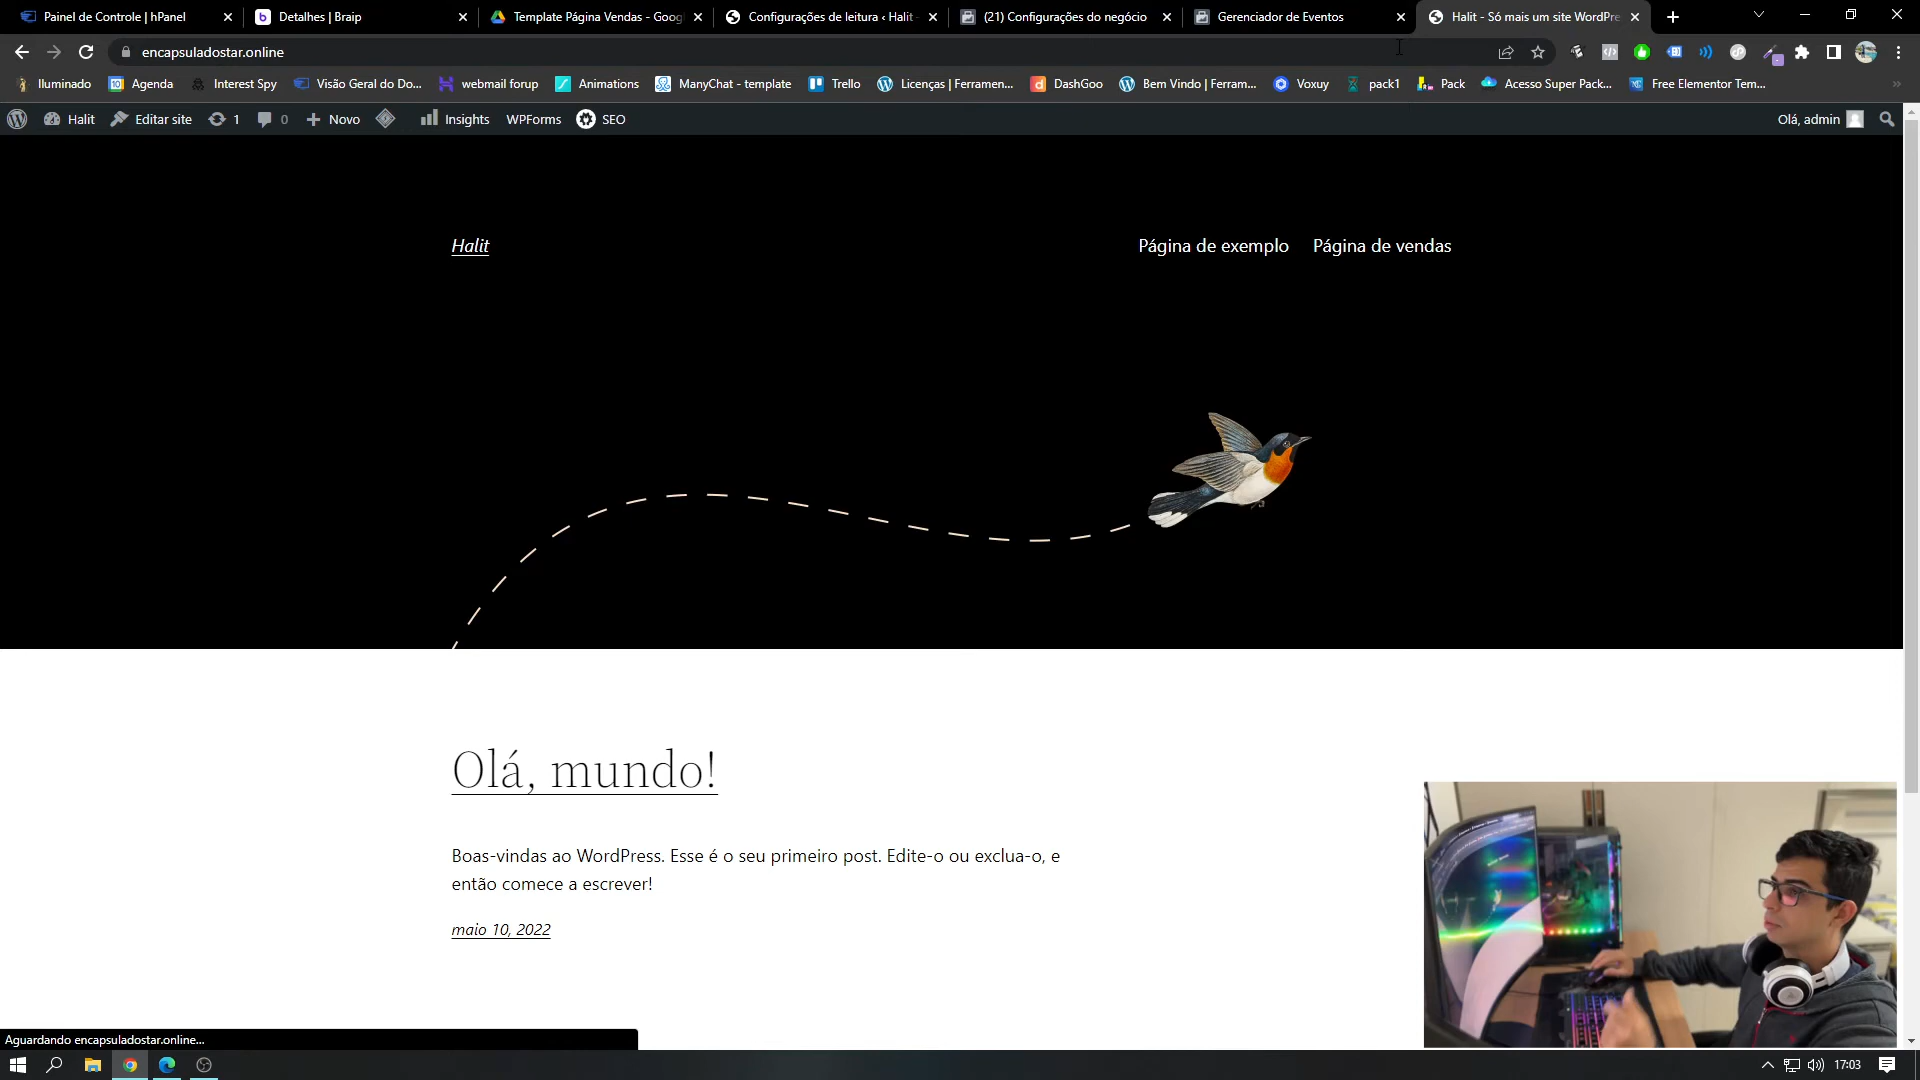 Painel de Controle | hPanel
Detalhes | Braip
Template Página Vendas - Goog
Configurações de leitura ‹ Halit -
(21) Configurações do negócio
Gerenciador de Eventos
Halit - Só mais um site WordPre
encapsuladostar.online
Iluminado
Agenda
Interest Spy
Visão Geral do Do...
webmail forup
Animations
ManyChat - template
Trello
Licenças | Ferramen...
DashGoo
Bem Vindo | Ferram...
Voxuy
pack1
Pack
Acesso Super Pack...
Free Elementor Tem...
Halit
Editar site
1
0
Novo
Insights
WPForms
SEO
Olá, admin
Halit
Página de exemplo
Página de vendas
Olá, mundo!
Boas-vindas ao WordPress. Esse é o seu primeiro post. Edite-o ou exclua-o, e
então comece a escrever!
maio 10, 2022
Aguardando encapsuladostar.online...
17:03